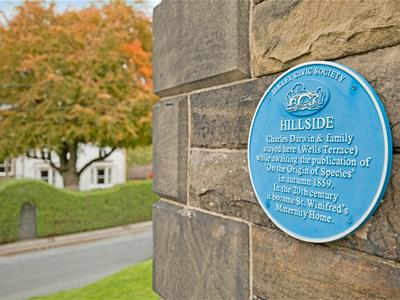 ILKLEY CIVIC SOCIETY
HILLSIDE
Charles Darwin & family
stayed here (Wells Terrace)
while awaiting the publication of
'On the Origin of Species'
in autumn 1859.
In the 20th century
it became St. Winifred's
Maternity Home.